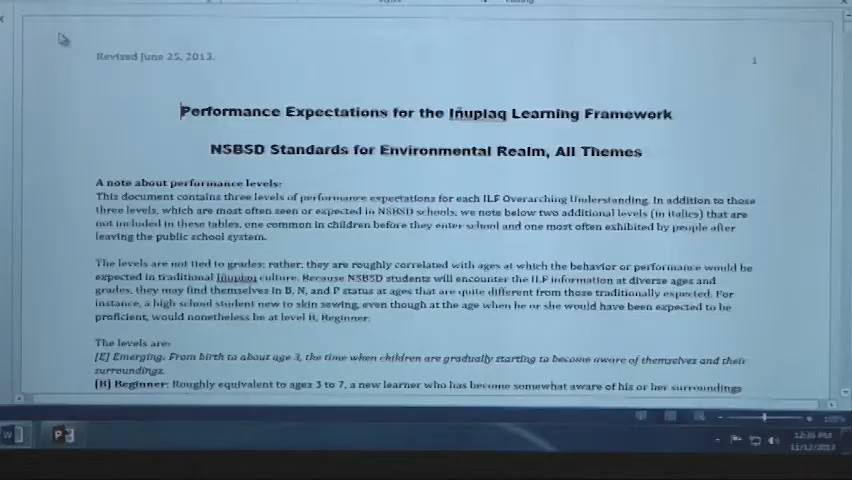 Revised June 25, 2013.
1
Performance Expectations for the Iñupiaq Learning Framework
NSBSD Standards for Environmental Realm, All Themes
A note about performance levels:
This document contains three levels of performance expectations for each ILF Overarching Understanding. In addition to those
three levels, which are most often seen or expected in NSBSD schools, we note below two additional levels (in italics) that are
not included in these tables, one common in children before they enter school and one most often exhibited by people after
leaving the public school system.
The levels are not tied to grades; rather, they are roughly correlated with ages at which the behavior or performance would be
expected in traditional Iñupiaq culture. Because NSBSD students will encounter the ILF information at diverse ages and
grades, they may find themselves in B, N, and P status at ages that are quite different from those traditionally expected. For
instance, a high school student new to skin sewing, even though at the age when he or she would have been expected to be
proficient, would nonetheless be at level B, Beginner.
The levels are:
[E] Emerging: From birth to about age 3, the time when children are gradually starting to become aware of themselves and their
surroundings.
[B] Beginner: Roughly equivalent to ages 3 to 7, a new learner who has become somewhat aware of his or her surroundings
100%
W
P
12:35 PM
11/12/2013